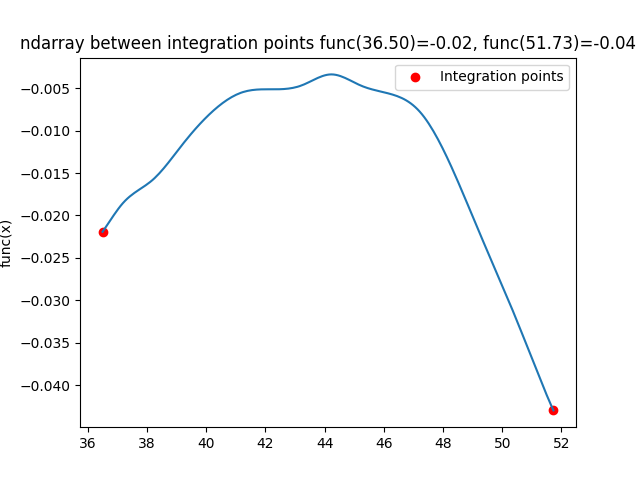 ndarray between integration points func(36.50)=-0.02, func(51.73)=-0.04
Integration points
func(x)
−0.005
−0.010
−0.015
−0.020
−0.025
−0.030
−0.035
−0.040
36 38 40 42 44 46 48 50 52